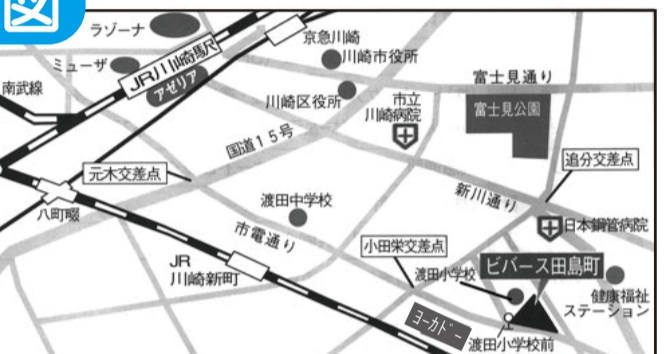 図
ラゾーナ
京急川崎
川崎市役所
ミューザ
JR川崎駅
アゼリア
南武線
川崎区役所
市立
川崎病院
富士見通り
富士見公園
国道15号
元木交差点
追分交差点
新川通り
八丁畷
渡田中学校
市電通り
日本鋼管病院
小田栄交差点
JR
川崎新町
渡田小学校
ビバース田島町
健康福祉
ステーション
ヨーカドー
渡田小学校前